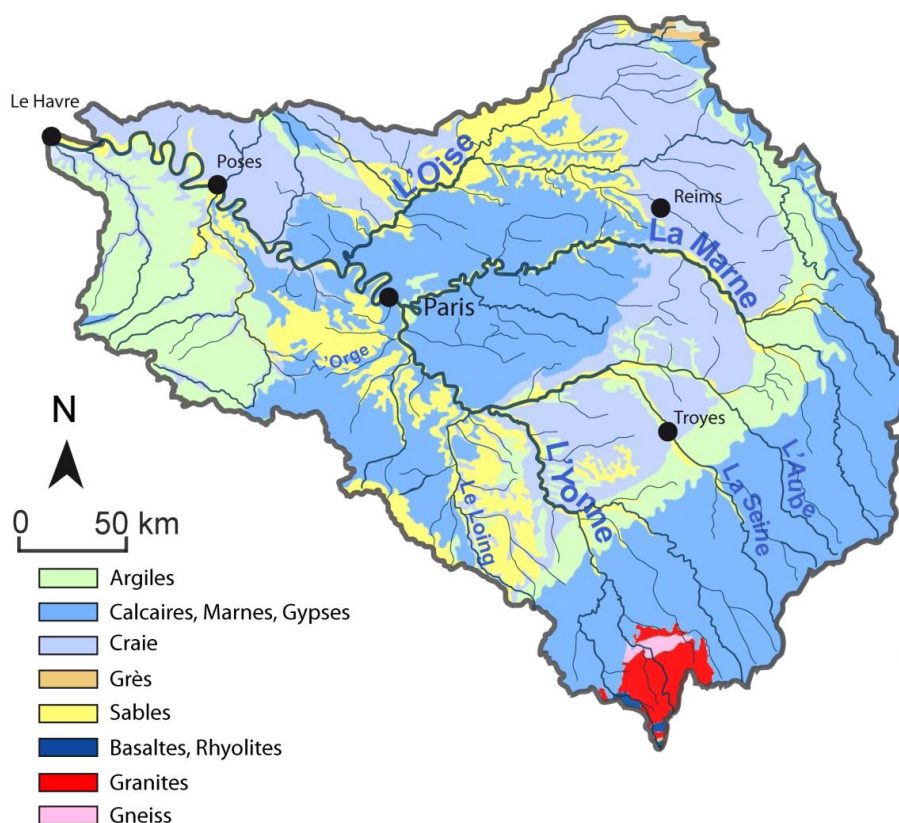 Le Havre
Poses
L'Oise
Reims
La Marne
Paris
L'Orge
N
Troyes
L'Yonne
L'Aube
La Seine
Le Loing
0 50 km
Argiles
Calcaires, Marnes, Gypses
Craie
Grès
Sables
Basaltes, Rhyolites
Granites
Gneiss